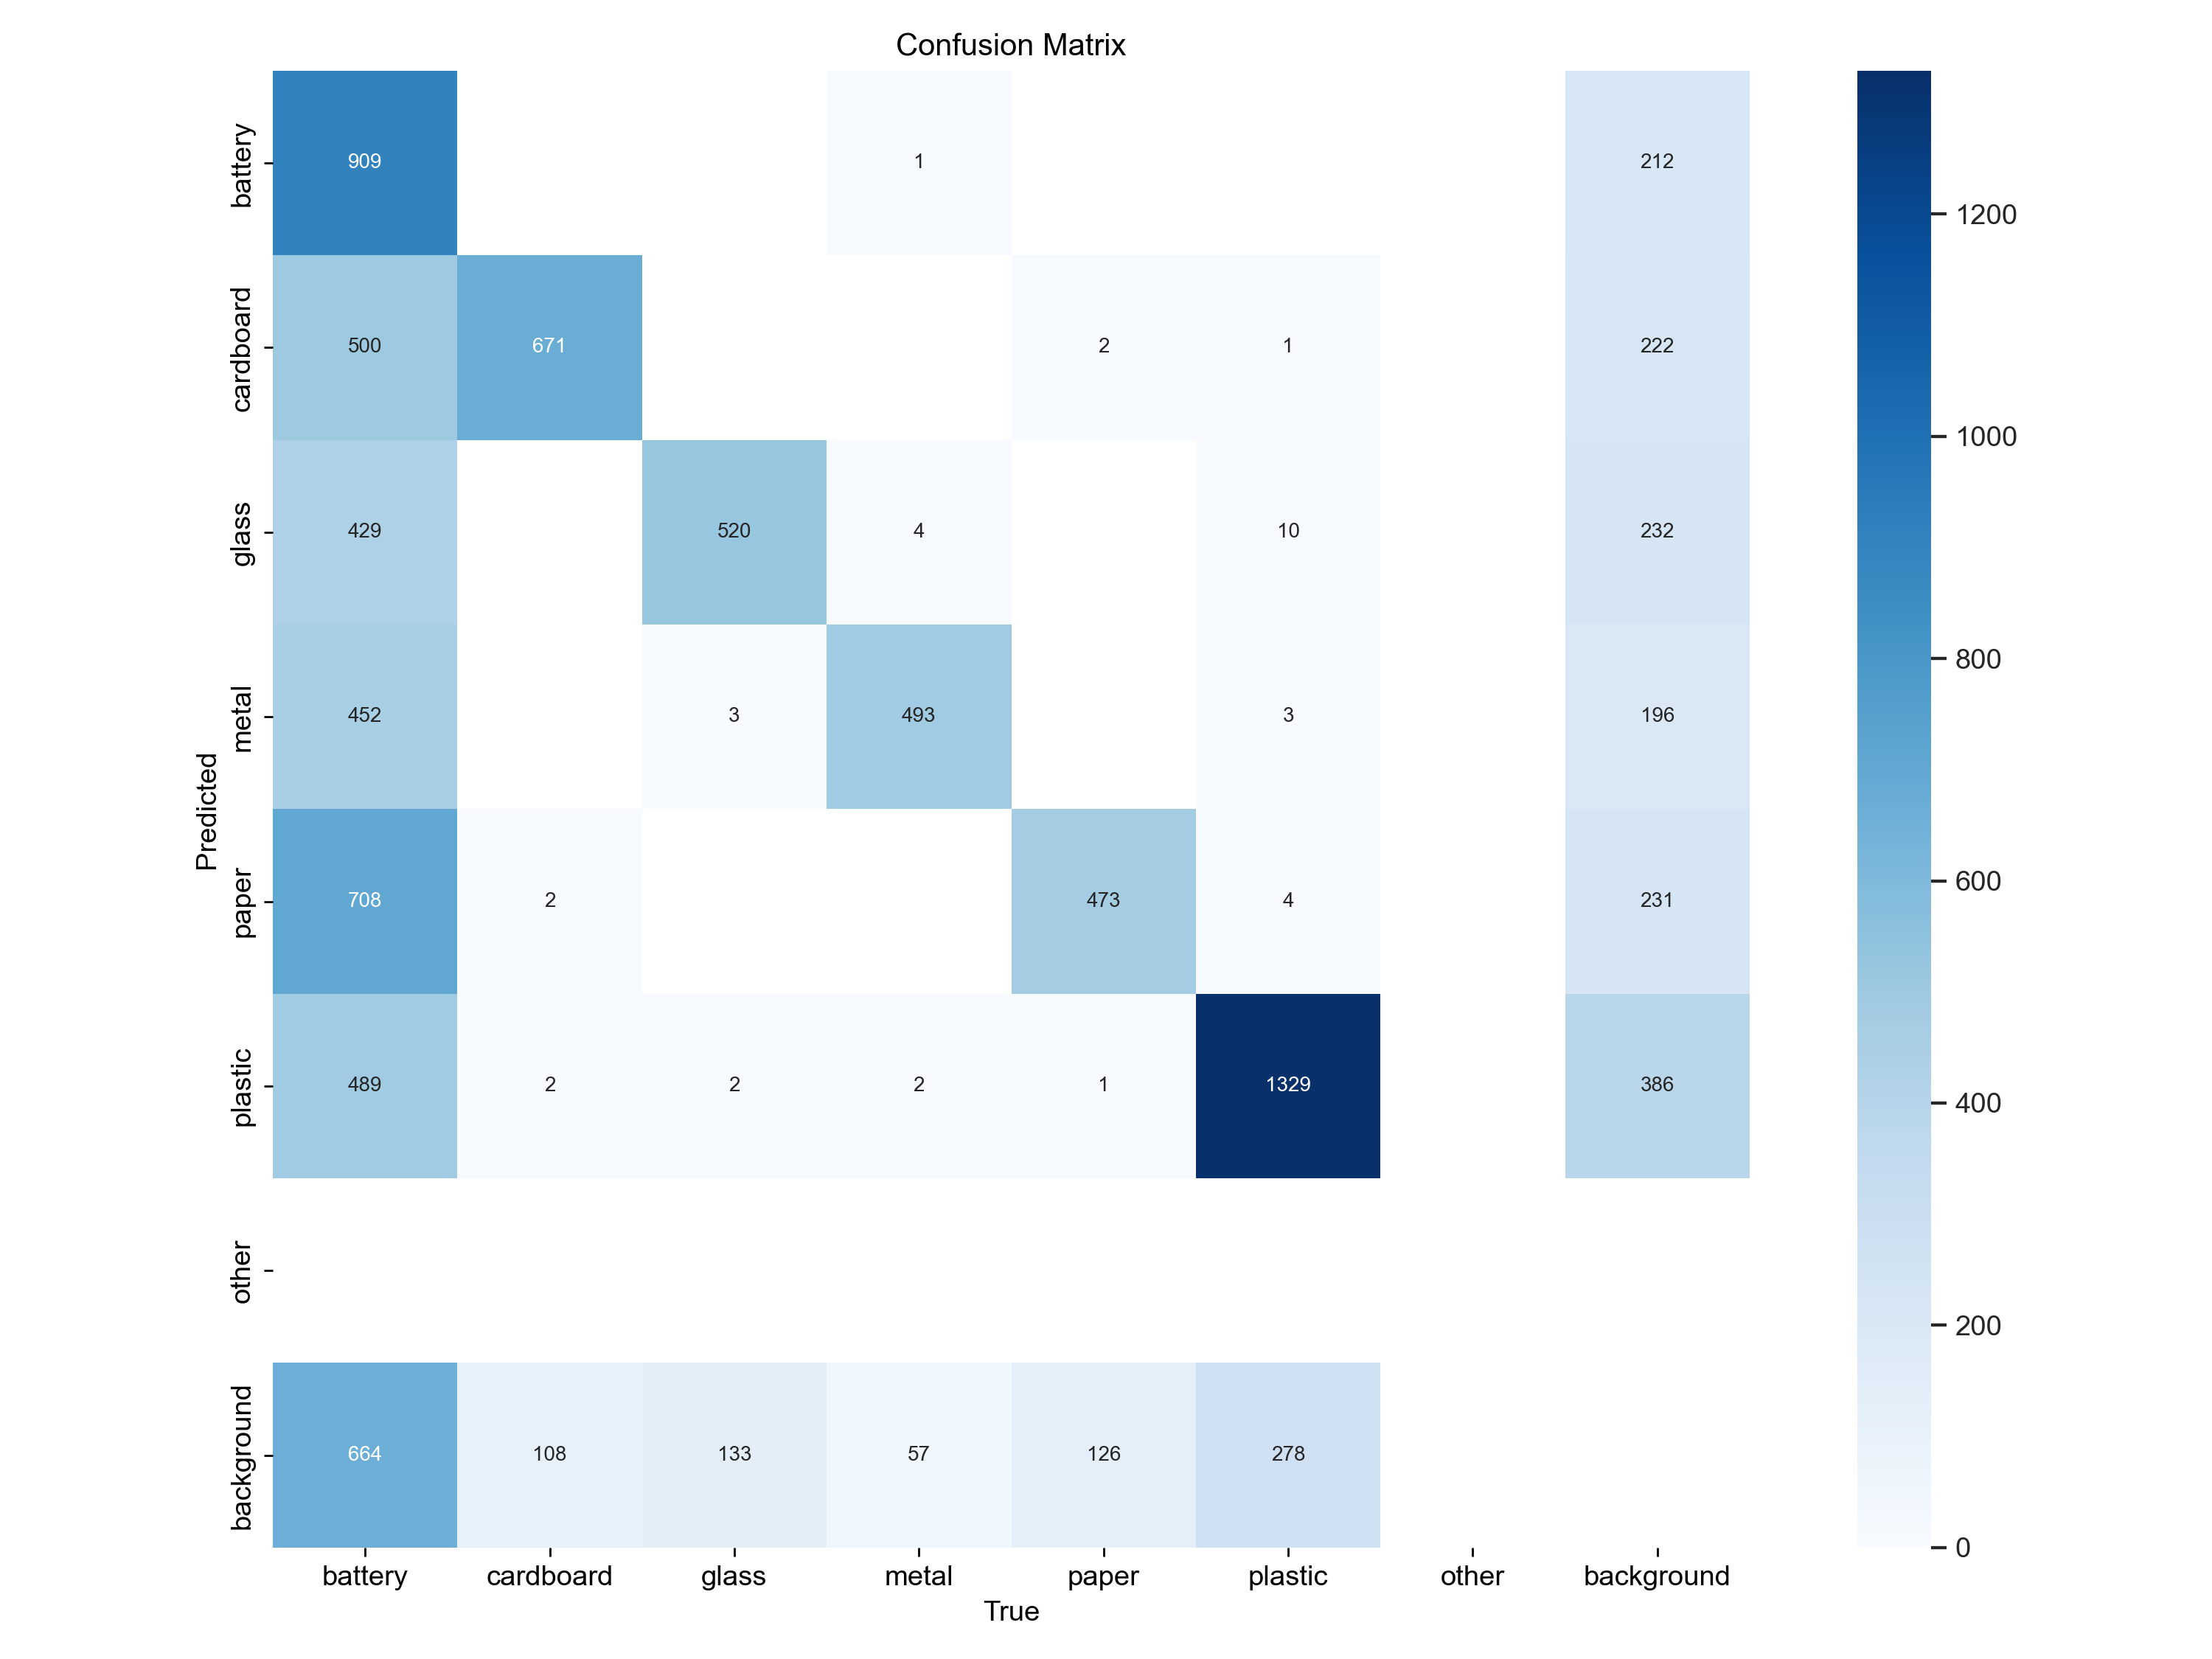 Confusion Matrix
battery 909 1 212
cardboard 500 671 2 1 222
glass 429 520 4 10 232
metal 452 3 493 3 196
paper 708 2 473 4 231
plastic 489 2 2 2 1 1329 386
other
background 664 108 133 57 126 278
battery cardboard glass metal paper plastic other background
True
Predicted
1200
1000
800
600
400
200
0